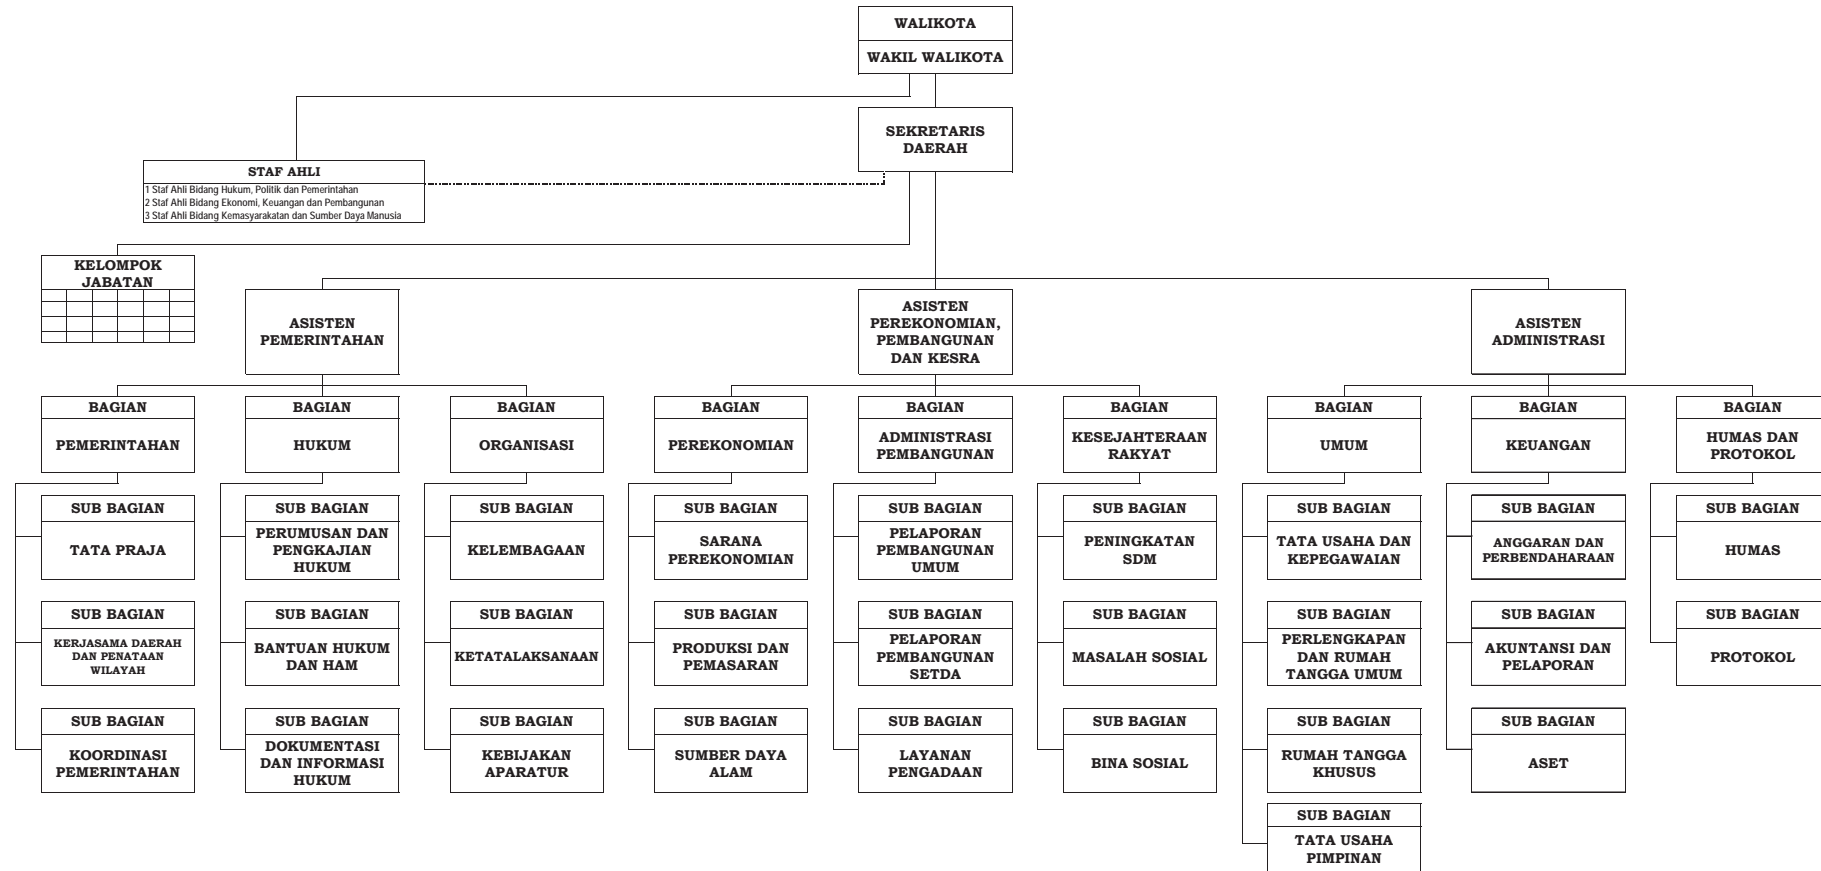 WALIKOTA
WAKIL WALIKOTA
SEKRETARIS
DAERAH
STAF AHLI
1 Staf Ahli Bidang Hukum, Politik dan Pemerintahan
2 Staf Ahli Bidang Ekonomi, Keuangan dan Pembangunan
3 Staf Ahli Bidang Kemasyarakatan dan Sumber Daya Manusia
KELOMPOK
JABATAN
ASISTEN
PEMERINTAHAN
ASISTEN
PEREKONOMIAN,
PEMBANGUNAN
DAN KESRA
ASISTEN
ADMINISTRASI
BAGIAN
PEMERINTAHAN
BAGIAN
HUKUM
BAGIAN
ORGANISASI
BAGIAN
PEREKONOMIAN
BAGIAN
ADMINISTRASI
PEMBANGUNAN
BAGIAN
KESEJAHTERAAN
RAKYAT
BAGIAN
UMUM
BAGIAN
KEUANGAN
BAGIAN
HUMAS DAN
PROTOKOL
SUB BAGIAN
TATA PRAJA
SUB BAGIAN
PERUMUSAN DAN
PENGKAJIAN
HUKUM
SUB BAGIAN
KELEMBAGAAN
SUB BAGIAN
SARANA
PEREKONOMIAN
SUB BAGIAN
PELAPORAN
PEMBANGUNAN
UMUM
SUB BAGIAN
PENINGKATAN
SDM
SUB BAGIAN
TATA USAHA DAN
KEPEGAWAIAN
SUB BAGIAN
ANGGARAN DAN
PERBENDAHARAAN
SUB BAGIAN
HUMAS
SUB BAGIAN
KERJASAMA DAERAH
DAN PENATAAN
WILAYAH
SUB BAGIAN
BANTUAN HUKUM
DAN HAM
SUB BAGIAN
KETATALAKSANAAN
SUB BAGIAN
PRODUKSI DAN
PEMASARAN
SUB BAGIAN
PELAPORAN
PEMBANGUNAN
SETDA
SUB BAGIAN
MASALAH SOSIAL
SUB BAGIAN
PERLENGKAPAN
DAN RUMAH
TANGGA UMUM
SUB BAGIAN
AKUNTANSI DAN
PELAPORAN
SUB BAGIAN
PROTOKOL
SUB BAGIAN
KOORDINASI
PEMERINTAHAN
SUB BAGIAN
DOKUMENTASI
DAN INFORMASI
HUKUM
SUB BAGIAN
KEBIJAKAN
APARATUR
SUB BAGIAN
SUMBER DAYA
ALAM
SUB BAGIAN
LAYANAN
PENGADAAN
SUB BAGIAN
BINA SOSIAL
SUB BAGIAN
RUMAH TANGGA
KHUSUS
SUB BAGIAN
ASET
SUB BAGIAN
TATA USAHA
PIMPINAN